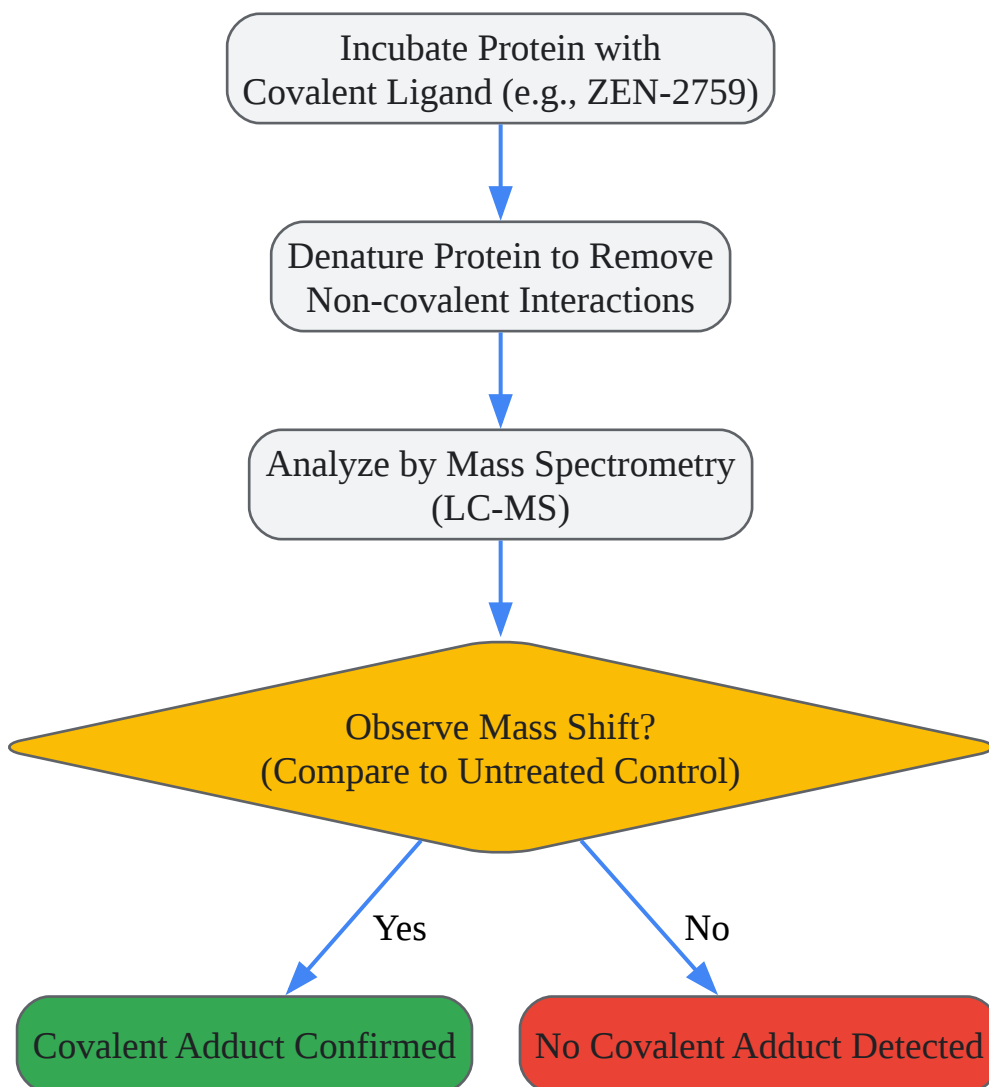 Incubate Protein with
Covalent Ligand (e.g., ZEN-2759)
Denature Protein to Remove
Non-covalent Interactions
Analyze by Mass Spectrometry
(LC-MS)
Observe Mass Shift?
(Compare to Untreated Control)
Yes
No
Covalent Adduct Confirmed
No Covalent Adduct Detected